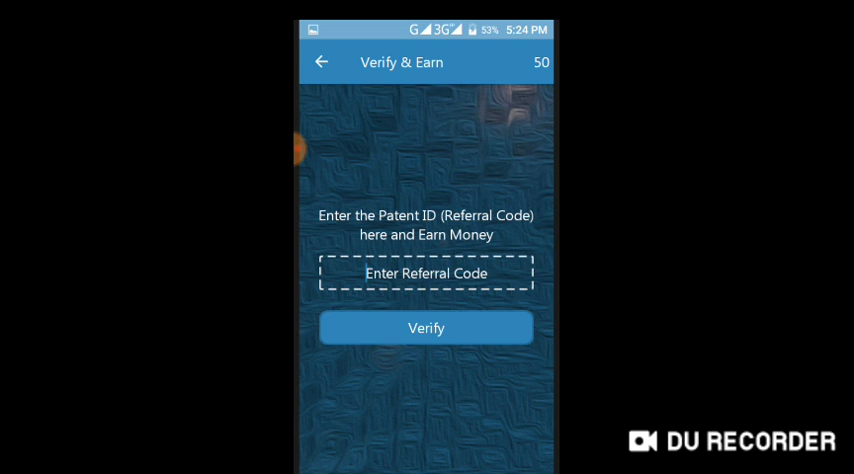 G 3G 53% 5:24 PM
Verify & Earn 50
Enter the Patent ID (Referral Code)
here and Earn Money
Enter Referral Code
Verify
DU RECORDER